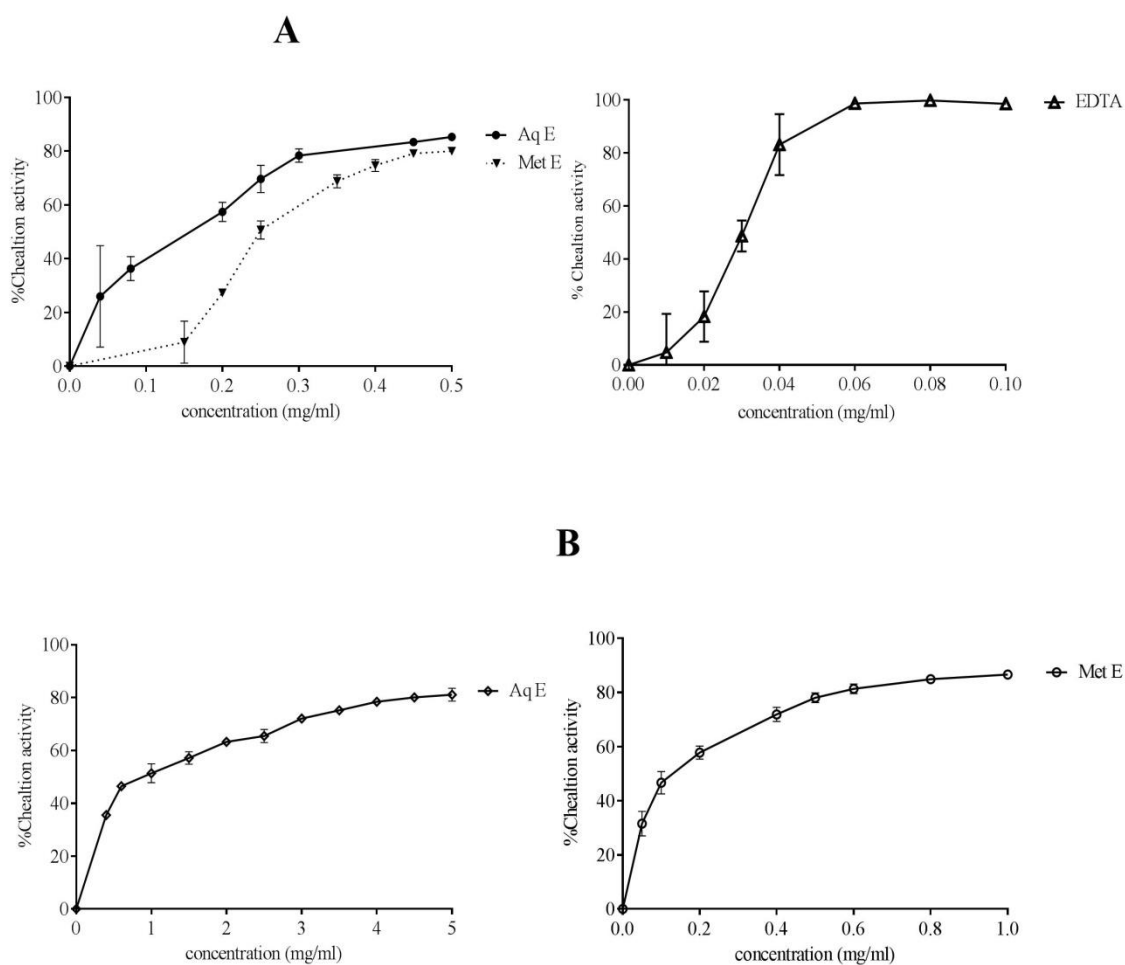 A
%Chealtion activity
100
80
60
40
20
0
0.0 0.1 0.2 0.3 0.4 0.5
concentration (mg/ml)
Aq E
Met E
% Chealtion activity
100
80
60
40
20
0
0.00 0.02 0.04 0.06 0.08 0.10
concentration (mg/ml)
EDTA
B
%Chealtion activity
100
80
60
40
20
0
0 1 2 3 4 5
concentration (mg/ml)
Aq E
%Chealtion activity
100
80
60
40
20
0
0.0 0.2 0.4 0.6 0.8 1.0
concentration (mg/ml)
Met E